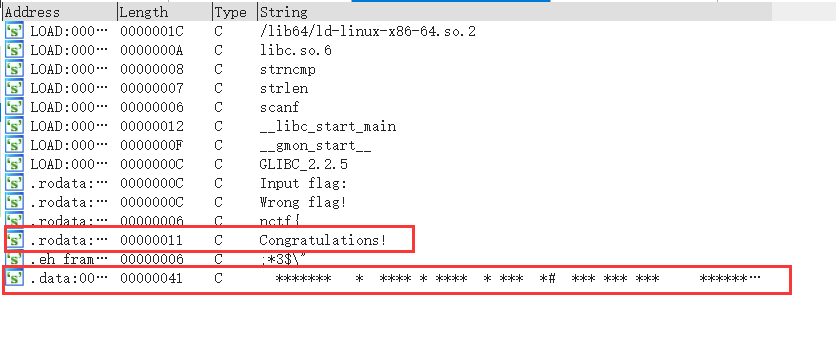 Address Length Type String
's' LOAD:000… 0000001C C /lib64/ld-linux-x86-64.so.2
's' LOAD:000… 0000000A C libc.so.6
's' LOAD:000… 00000008 C strncmp
's' LOAD:000… 00000007 C strlen
's' LOAD:000… 00000006 C scanf
's' LOAD:000… 00000012 C __libc_start_main
's' LOAD:000… 0000000F C __gmon_start__
's' LOAD:000… 0000000C C GLIBC_2.2.5
's' .rodata:… 0000000C C Input flag:
's' .rodata:… 0000000C C Wrong flag!
's' .rodata:… 00000006 C nctf{
's' .rodata:… 00000011 C Congratulations!
's' .eh_fram… 00000006 C ;*3$\"
's' .data:00… 00000041 C   *******   *  **** * ****  * ***  *#  *** *** ***     ******…